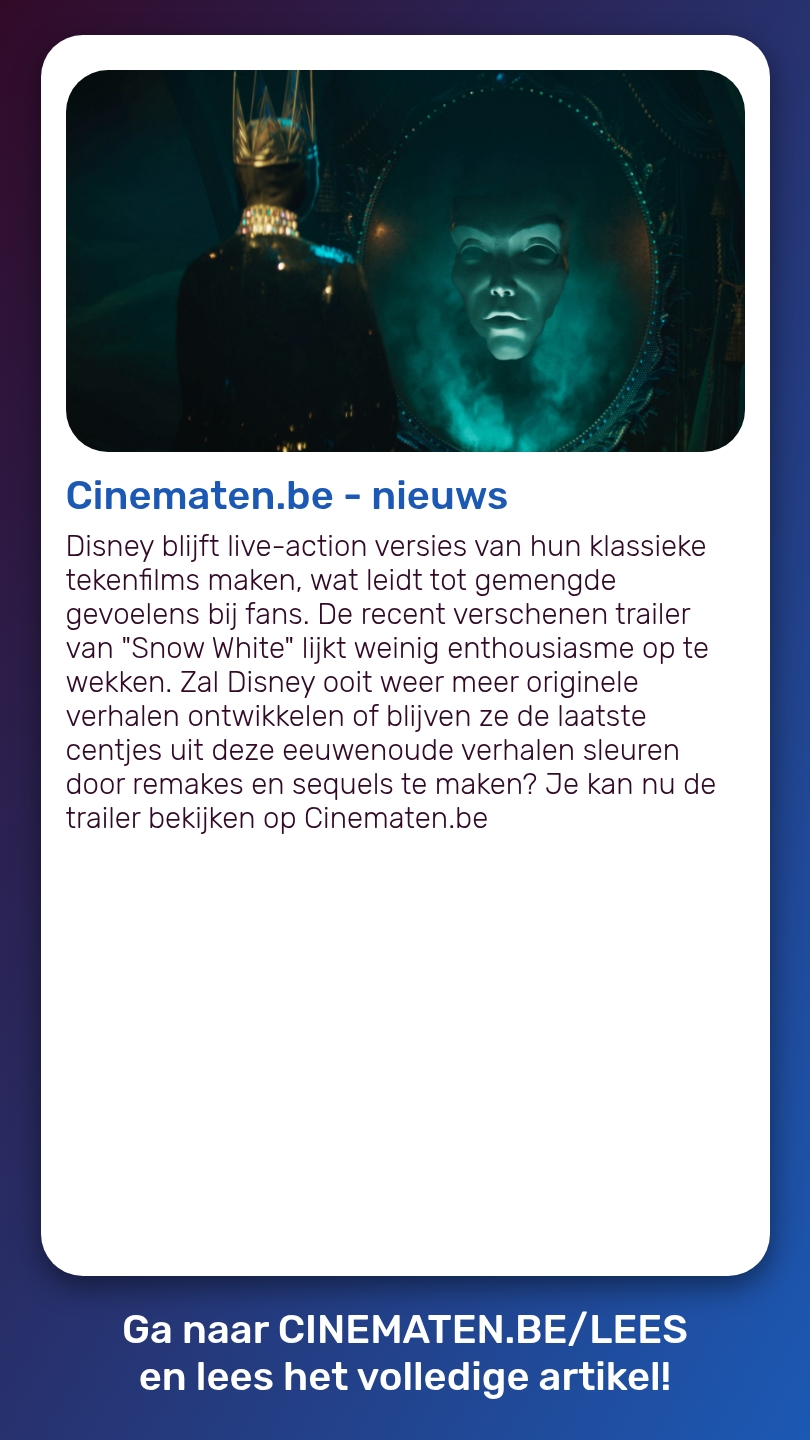 Cinematen.be - nieuws
Disney blijft live-action versies van hun klassieke
tekenfilms maken, wat leidt tot gemengde
gevoelens bij fans. De recent verschenen trailer
van "Snow White" lijkt weinig enthousiasme op te
wekken. Zal Disney ooit weer meer originele
verhalen ontwikkelen of blijven ze de laatste
centjes uit deze eeuwenoude verhalen sleuren
door remakes en sequels te maken? Je kan nu de
trailer bekijken op Cinematen.be
Ga naar CINEMATEN.BE/LEES
en lees het volledige artikel!